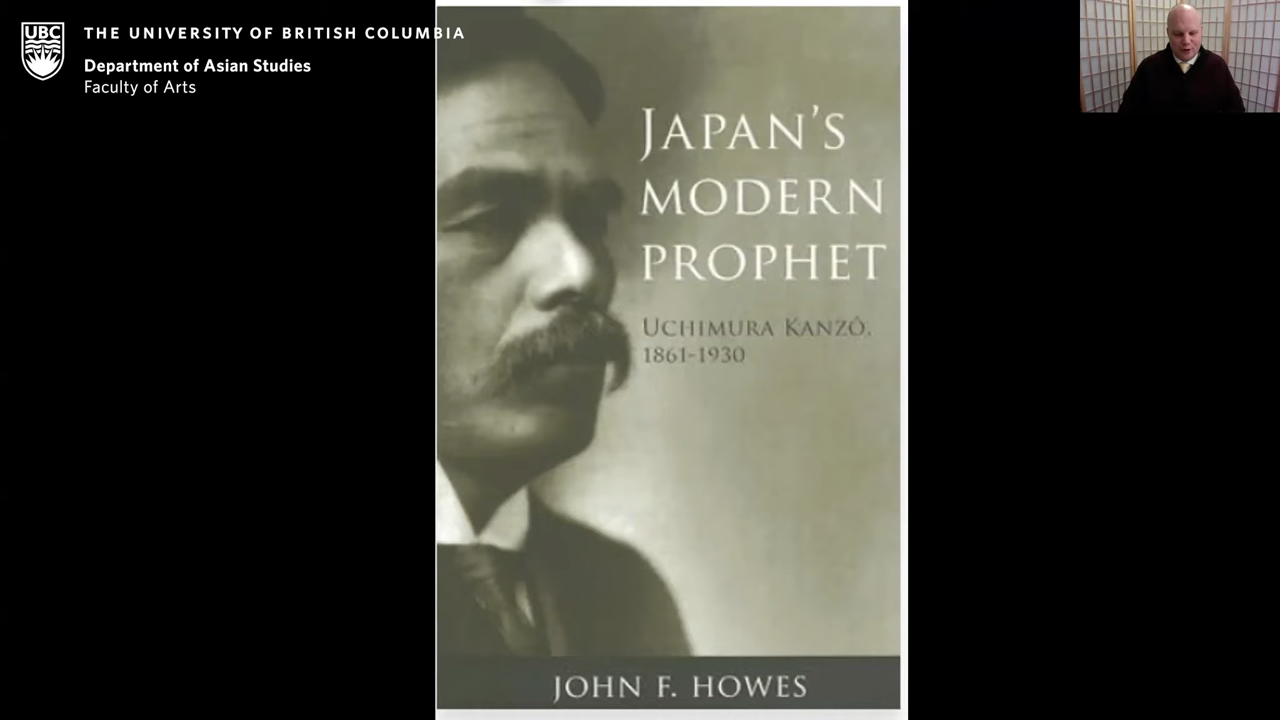 UBC
THE UNIVERSITY OF BRITISH COLUMBIA
Department of Asian Studies
Faculty of Arts
JAPAN'S
MODERN
PROPHET
UCHIMURA KANZÔ,
1861-1930
JOHN F. HOWES